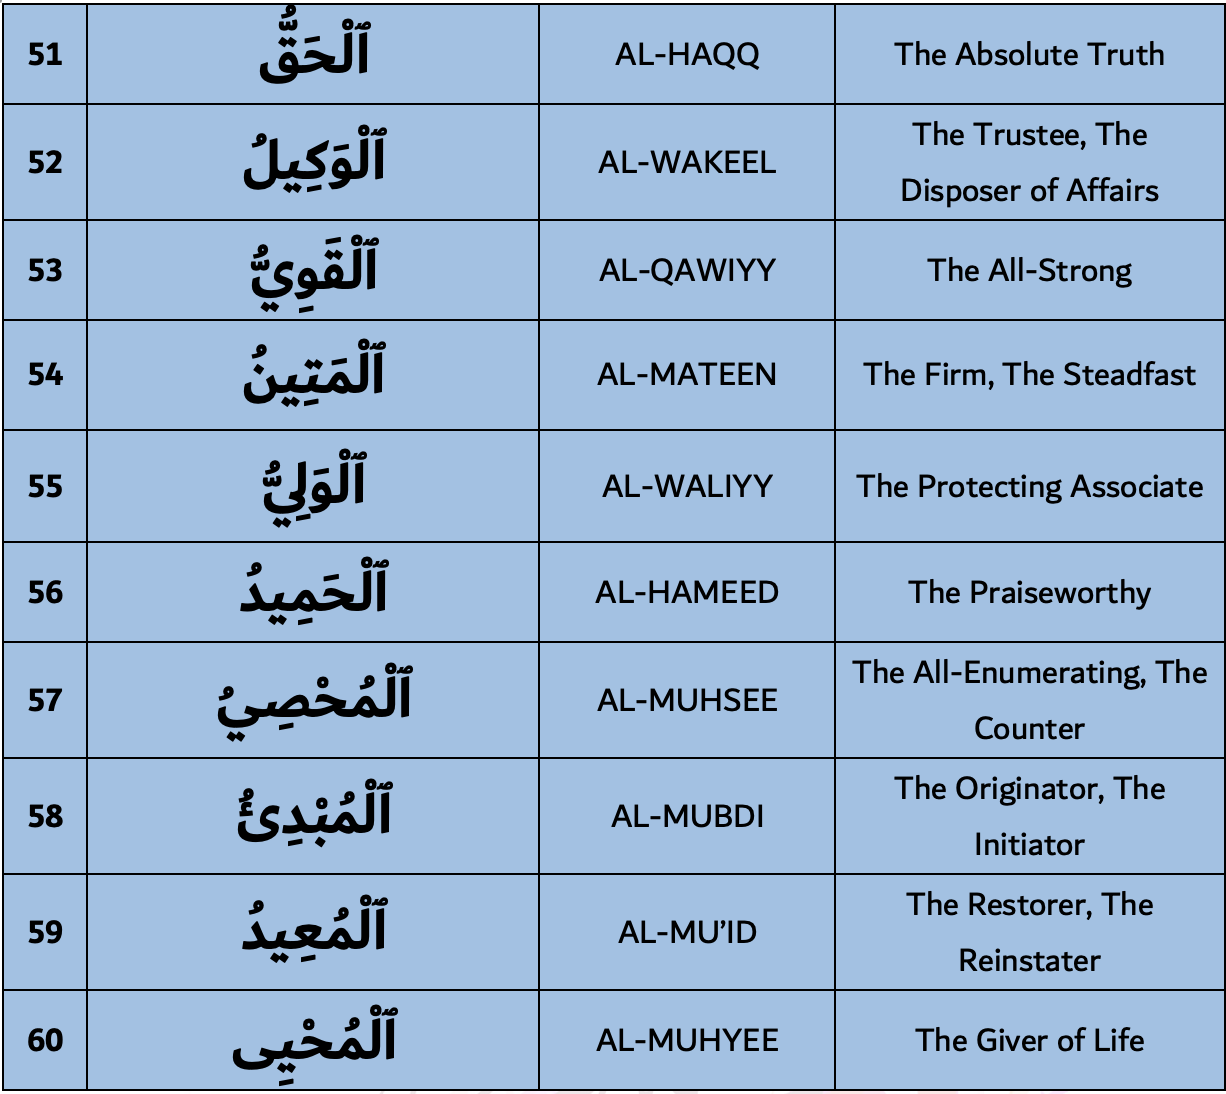 51 ٱلْحَقُّ AL-HAQQ The Absolute Truth
52 ٱلْوَكِيلُ AL-WAKEEL The Trustee, The
Disposer of Affairs
53 ٱلْقَوِيُّ AL-QAWIYY The All-Strong
54 ٱلْمَتِينُ AL-MATEEN The Firm, The Steadfast
55 ٱلْوَلِيُّ AL-WALIYY The Protecting Associate
56 ٱلْحَمِيدُ AL-HAMEED The Praiseworthy
57 ٱلْمُحْصِيُ AL-MUHSEE The All-Enumerating, The
Counter
58 ٱلْمُبْدِئُ AL-MUBDI The Originator, The
Initiator
59 ٱلْمُعِيدُ AL-MU’ID The Restorer, The
Reinstater
60 ٱلْمُحْيِى AL-MUHYEE The Giver of Life